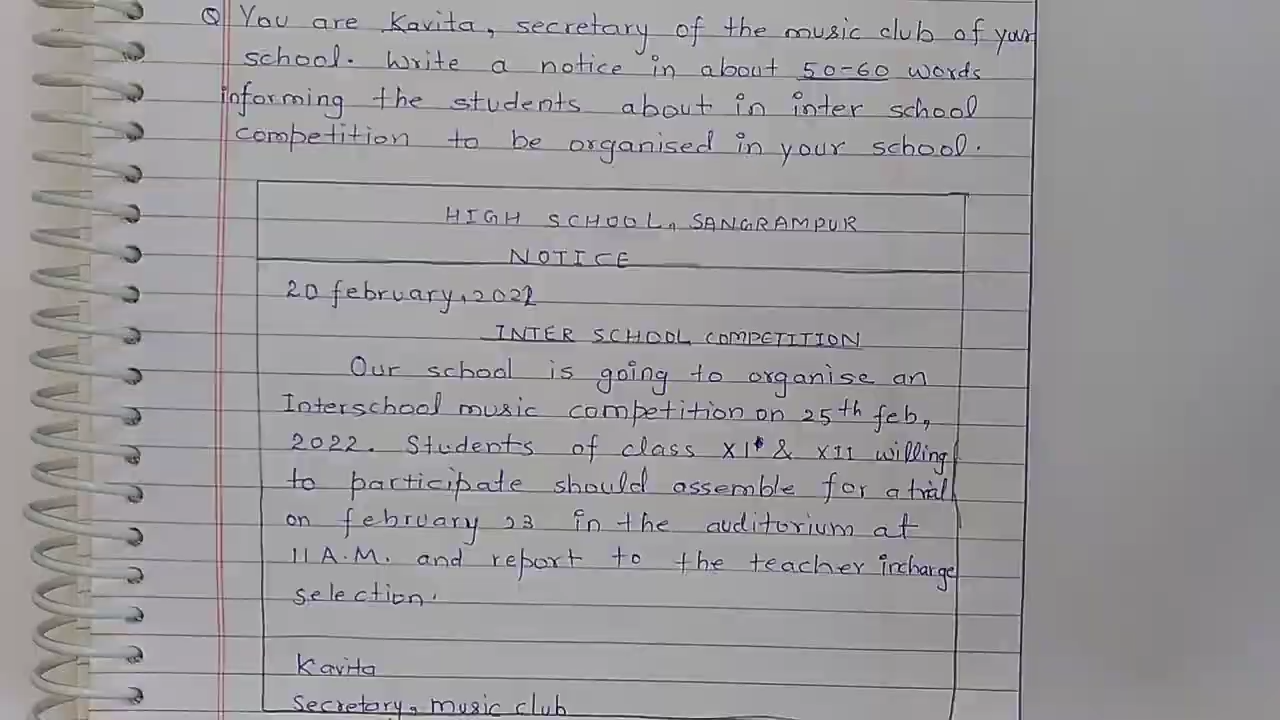 Q You are Kavita, secretary of the music club of your
school. Write a notice in about 50-60 words
informing the students about in inter school
competition to be organised in your school.
HIGH SCHOOL, SANGRAMPUR
NOTICE
20 february, 2022
INTER SCHOOL COMPETITION
Our school is going to organise an
Interschool music competition on 25th feb,
2022. Students of class XI & XII willing
to participate should assemble for a trial
on february 23 in the auditorium at
11 A.M. and report to the teacher incharge
selection.
Kavita
Secretary, music club